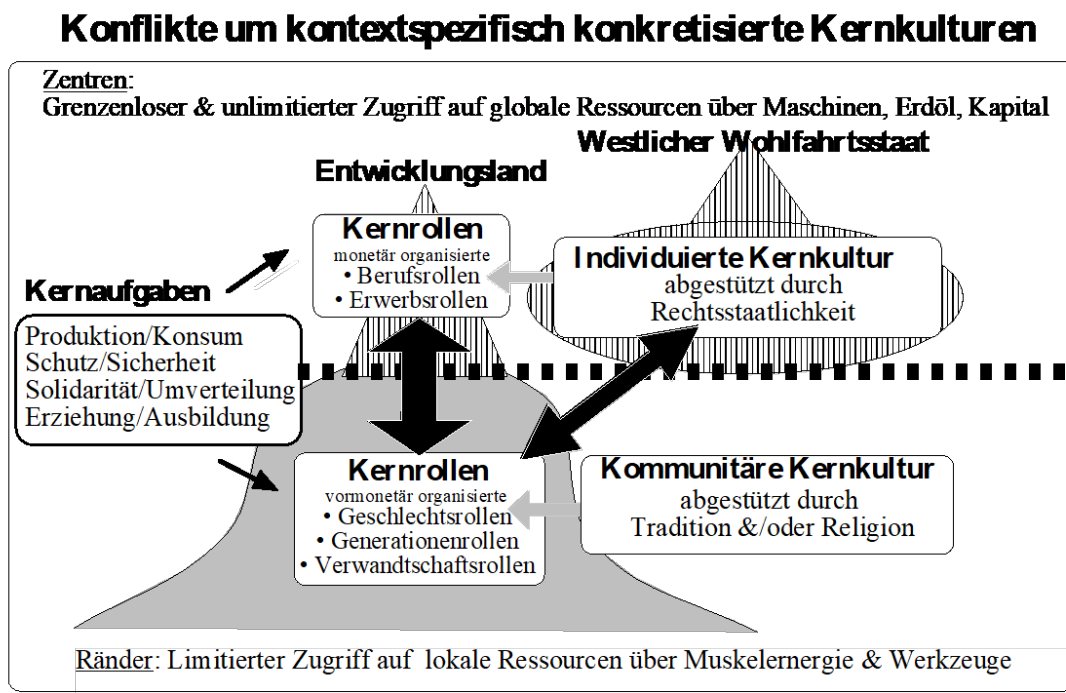 Konflikte um kontextspezifisch konkretisierte Kernkulturen
Zentren:
Grenzenloser & unlimitierter Zugriff auf globale Ressourcen über Maschinen, Erdöl, Kapital
Westlicher Wohlfahrtsstaat
Entwicklungsland
Kernrollen
monetär organisierte
• Berufsrollen
• Erwerbsrollen
Individuierte Kernkultur
abgestützt durch
Rechtsstaatlichkeit
Kernaufgaben
Produktion/Konsum
Schutz/Sicherheit
Solidarität/Umverteilung
Erziehung/Ausbildung
Kernrollen
vormonetär organisierte
• Geschlechtsrollen
• Generationenrollen
• Verwandtschaftsrollen
Kommunitäre Kernkultur
abgestützt durch
Tradition &/oder Religion
Ränder: Limitierter Zugriff auf lokale Ressourcen über Muskelernergie & Werkzeuge